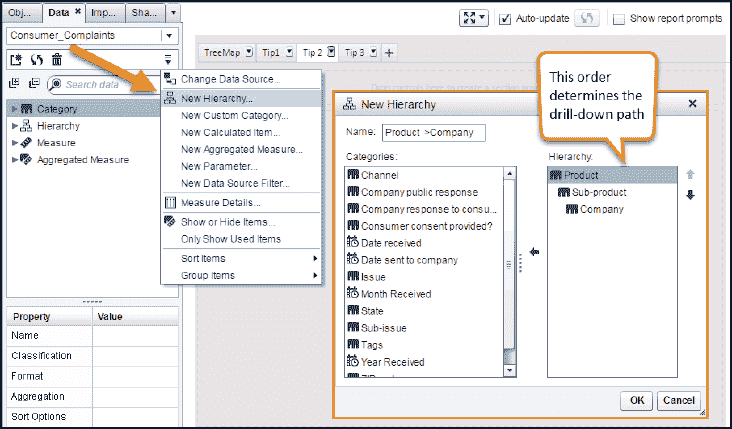 Obj...
Data
Imp...
Sha...
Auto-update
Show report prompts
Consumer_Complaints
TreeMap
Tip1
Tip 2
Tip 3
Search data
Category
Hierarchy
Measure
Aggregated Measure
Change Data Source...
New Hierarchy...
New Custom Category...
New Calculated Item...
New Aggregated Measure...
New Parameter...
New Data Source Filter...
Measure Details...
Show or Hide Items...
Only Show Used Items
Sort Items
Group Items
This order
determines the
drill-down path
New Hierarchy
Name: Product >Company
Categories:
Channel
Company public response
Company response to consu...
Consumer consent provided?
Date received
Date sent to company
Issue
Month Received
State
Sub-issue
Tags
Year Received
Hierarchy:
Product
Sub-product
Company
OK
Cancel
Property Value
Name
Classification
Format
Aggregation
Sort Options